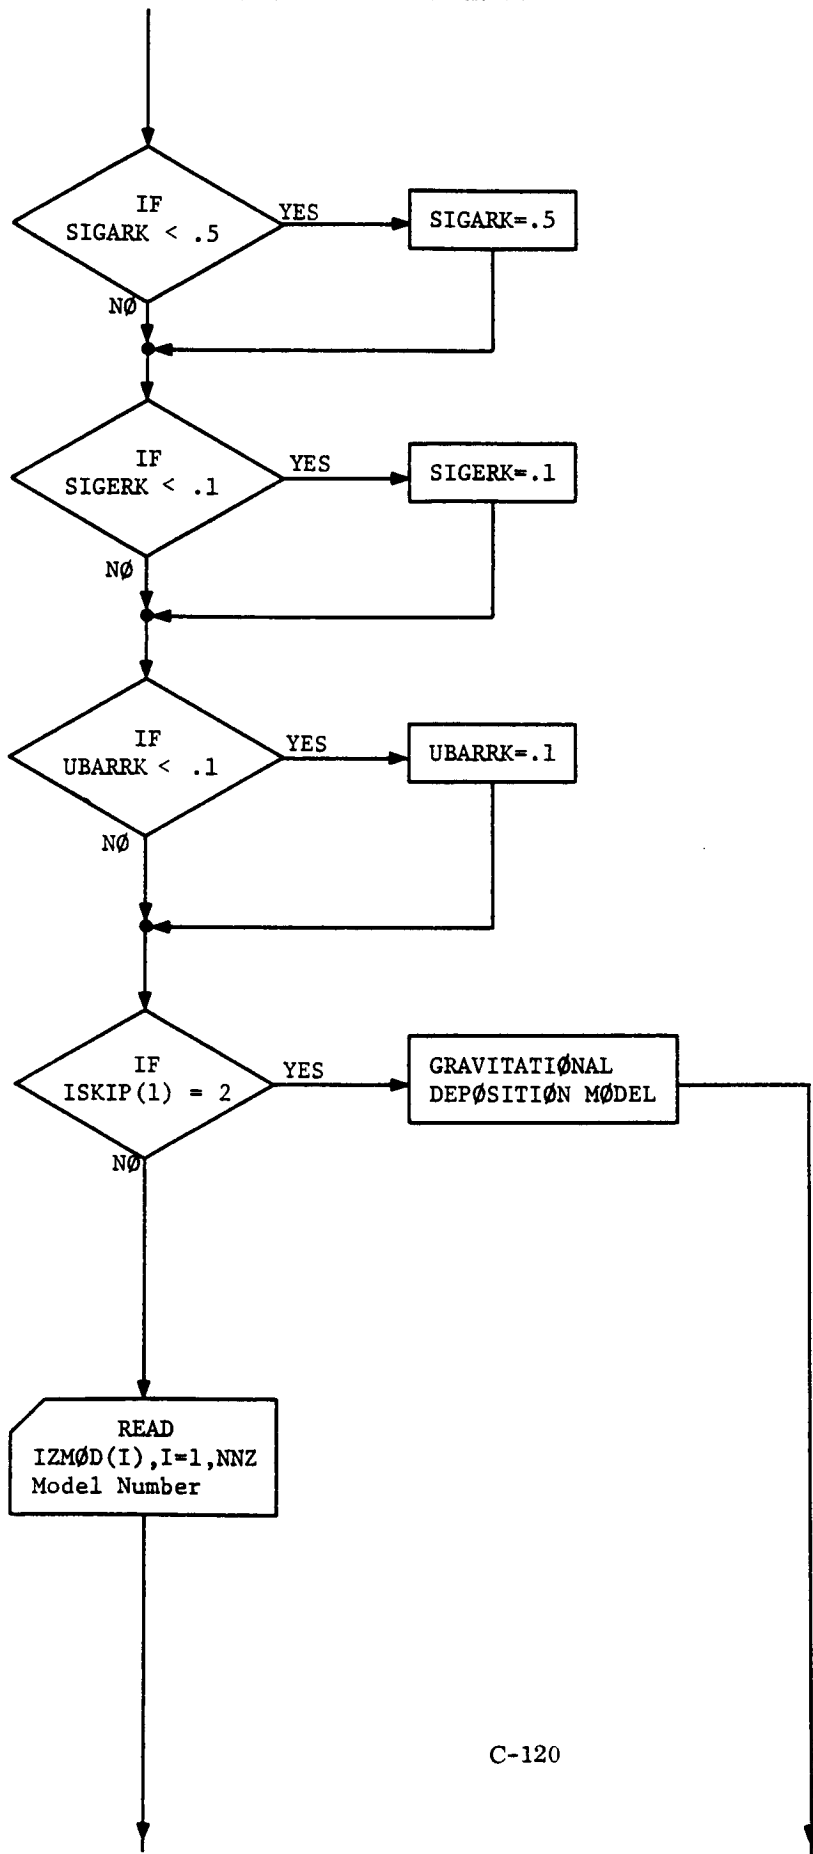 IF
SIGARK < .5
YES
SIGARK=.5
NØ
IF
SIGERK < .1
YES
SIGERK=.1
NØ
IF
UBARRK < .1
YES
UBARRK=.1
NØ
IF
ISKIP(1) = 2
YES
GRAVITATIØNAL
DEPØSITIØN MØDEL
NØ
READ
IZMØD(I),I=1,NNZ
Model Number
C-120